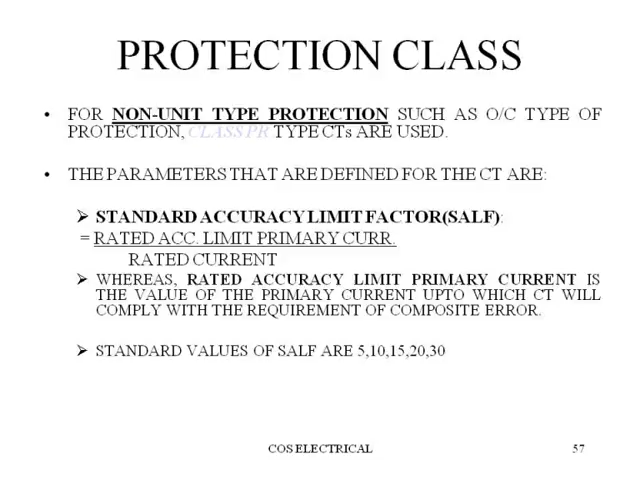 PROTECTION CLASS
• FOR NON-UNIT TYPE PROTECTION SUCH AS O/C TYPE OF
PROTECTION, CLASS PR TYPE CTs ARE USED.
• THE PARAMETERS THAT ARE DEFINED FOR THE CT ARE:
➢ STANDARD ACCURACY LIMIT FACTOR(SALF):
= RATED ACC. LIMIT PRIMARY CURR.
RATED CURRENT
➢ WHEREAS, RATED ACCURACY LIMIT PRIMARY CURRENT IS
THE VALUE OF THE PRIMARY CURRENT UPTO WHICH CT WILL
COMPLY WITH THE REQUIREMENT OF COMPOSITE ERROR.
➢ STANDARD VALUES OF SALF ARE 5,10,15,20,30
COS ELECTRICAL
57